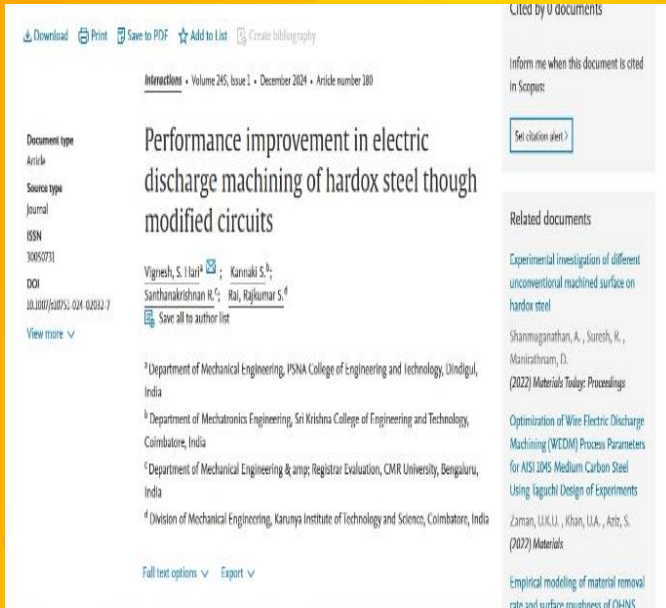 Download Print Save to PDF Add to List Create bibliography
Interactions • Volume 245, Issue 1 • December 2024 • Article number 180
Document type
Article
Source type
Journal
ISSN
30050731
DOI
10.1007/s10751-024-02032-7
View more
Performance improvement in electric
discharge machining of hardox steel though
modified circuits
Vignesh, S. Hariᵃ ; Kannaki S.ᵇ;
Santhanakrishnan R.ᶜ; Rai, Rajkumar S.ᵈ
Save all to author list
ᵃ Department of Mechanical Engineering, PSNA College of Engineering and Technology, Dindigul,
India
ᵇ Department of Mechatronics Engineering, Sri Krishna College of Engineering and Technology,
Coimbatore, India
ᶜ Department of Mechanical Engineering & amp; Registrar Evaluation, CMR University, Bengaluru,
India
ᵈ Division of Mechanical Engineering, Karunya Institute of Technology and Science, Coimbatore, India
Full text options Export
Cited by 0 documents
Inform me when this document is cited
in Scopus:
Set citation alert >
Related documents
Experimental investigation of different
unconventional machined surface on
hardox steel
Shanmuganathan, A. , Suresh, R. ,
Manirathnam, D.
(2022) Materials Today: Proceedings
Optimization of Wire Electric Discharge
Machining (WEDM) Process Parameters
for AISI 1045 Medium Carbon Steel
Using Taguchi Design of Experiments
Zaman, U.K.U. , Khan, U.A. , Aziz, S.
(2022) Materials
Empirical modeling of material removal
rate and surface roughness of OHNS